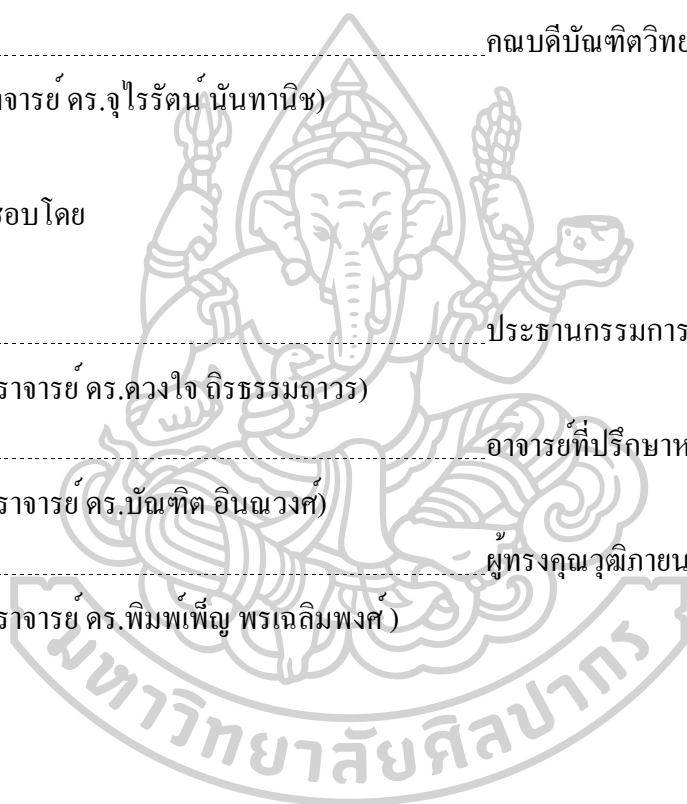 คณบดีบัณฑิตวิทย
าจารย์ ดร.จุไรรัตน์ นันทานิช)
สอบโดย
ประธานกรรมการ
ราจารย์ ดร.ดวงใจ ถิรธรรมถาวร)
อาจารย์ที่ปรึกษาห
ราจารย์ ดร.บัณฑิต อินณวงศ์)
ผู้ทรงคุณวุฒิภายน
ราจารย์ ดร.พิมพ์เพ็ญ พรเฉลิมพงศ์ )
มหาวิทยาลัยศิลปากร